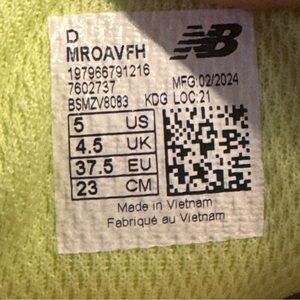 D
MROAVFH
NB
197966791216
7602737 MFG.02/2024
BSMZV8083 KDG LOC:21
5 US
4.5 UK
37.5 EU
23 CM
Made in Vietnam
Fabriqué au Vietnam